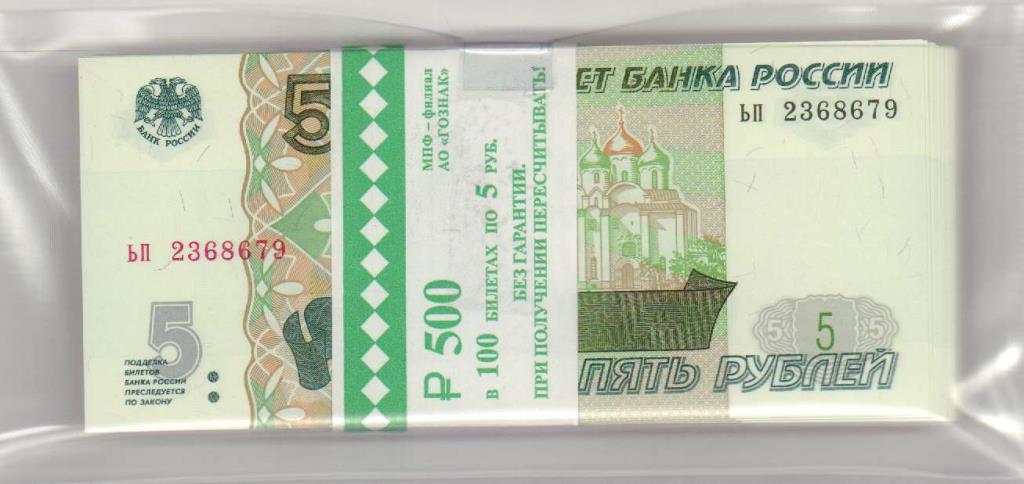 БАНК РОССИИ
5
ЬП 2368679
5
ПОДДЕЛКА
БИЛЕТОВ
БАНКА РОССИИ
ПРЕСЛЕДУЕТСЯ
ПО ЗАКОНУ
МПФ – филиал
АО «ГОЗНАК»
₽ 500
в 100 БИЛЕТАХ по 5 РУБ.
БЕЗ ГАРАНТИИ.
ПРИ ПОЛУЧЕНИИ ПЕРЕСЧИТЫВАТЬ!
ЕТ БАНКА РОССИИ
ЬП 2368679
5 5 5
ПЯТЬ РУБЛЕЙ